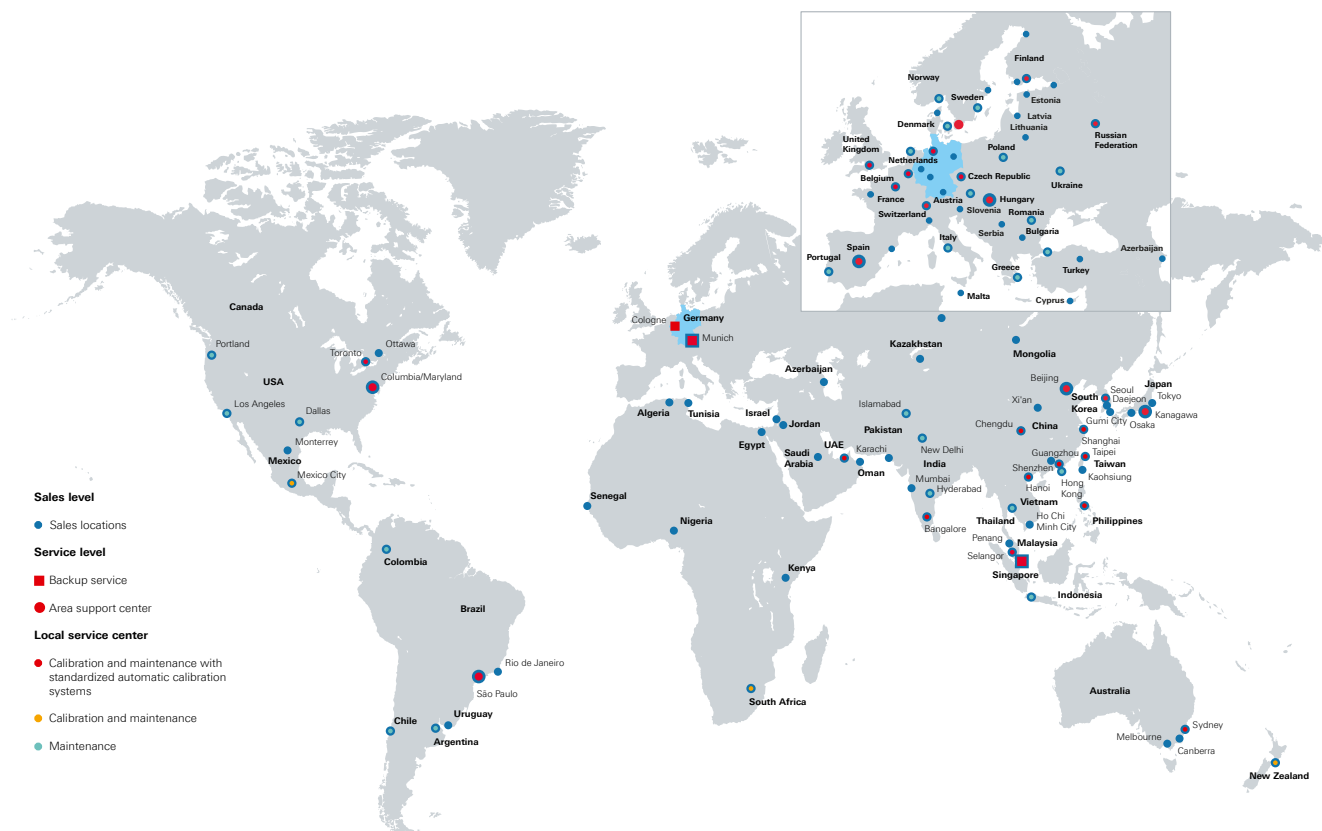 Finland
Norway
Sweden
Estonia
Latvia
Denmark
Lithuania
Russian
Federation
United
Kingdom
Poland
Netherlands
Czech Republic
Belgium
Ukraine
France
Austria
Hungary
Switzerland
Slovenia
Romania
Serbia
Bulgaria
Italy
Spain
Portugal
Azerbaijan
Greece
Turkey
Malta
Cyprus
Canada
Portland
Toronto
Ottawa
USA
Columbia/Maryland
Los Angeles
Dallas
Monterrey
Mexico
Mexico City
Cologne
Germany
Munich
Kazakhstan
Mongolia
Azerbaijan
Beijing
Japan
Seoul
Tokyo
South
Korea
Daejeon
Kanagawa
Xi'an
Gumi City
Osaka
Algeria
Tunisia
Israel
Jordan
Egypt
Islamabad
Pakistan
Chengdu
China
Shanghai
Saudi
Arabia
UAE
Karachi
Oman
New Delhi
India
Guangzhou
Taipei
Shenzhen
Taiwan
Kaohsiung
Hanoi
Hong
Kong
Mumbai
Hyderabad
Bangalore
Vietnam
Thailand
Ho Chi
Minh City
Philippines
Penang
Malaysia
Selangor
Singapore
Indonesia
Senegal
Nigeria
Kenya
South Africa
Colombia
Brazil
Rio de Janeiro
São Paulo
Uruguay
Chile
Argentina
Australia
Sydney
Melbourne
Canberra
New Zealand
Sales level
Sales locations
Service level
Backup service
Area support center
Local service center
Calibration and maintenance with
standardized automatic calibration
systems
Calibration and maintenance
Maintenance